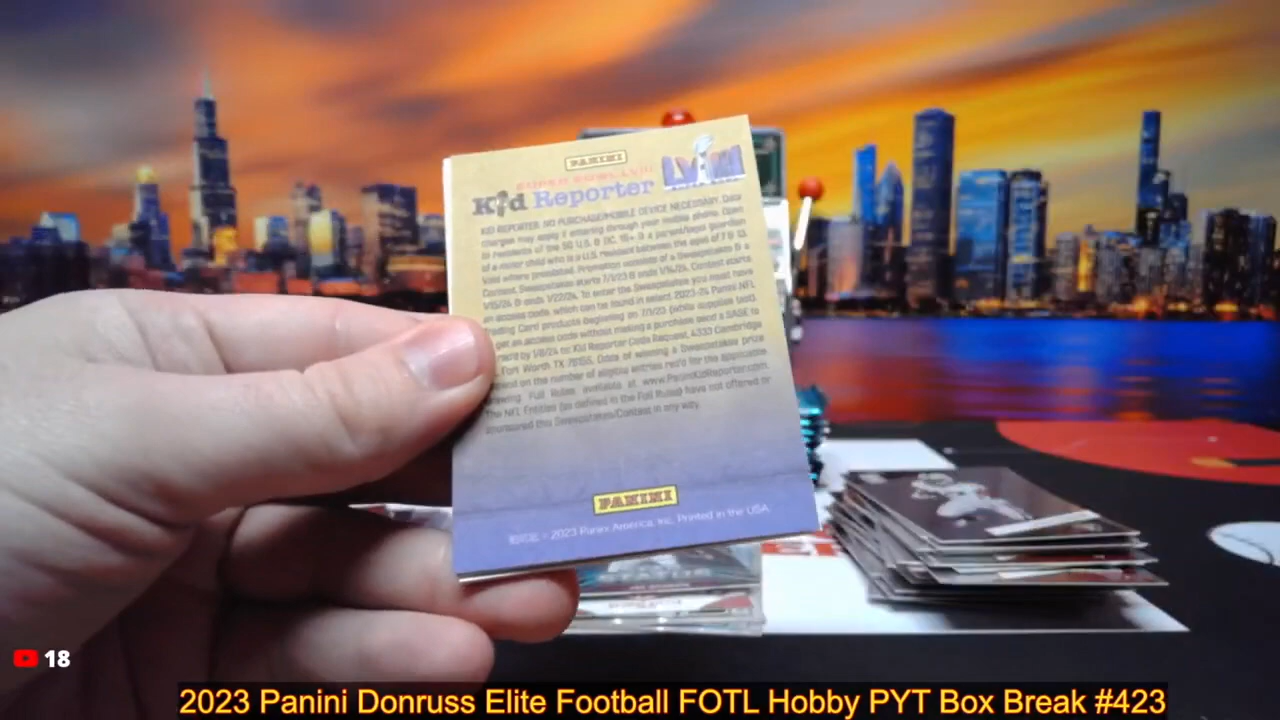 PANINI
SUPER BOWL LVIII
LVIII
Kid Reporter
KID REPORTER: NO PURCHASE/MOBILE DEVICE NECESSARY. Data
charges may apply if entering through your mobile phone. Open
to residents of the 50 U.S. & DC, 18+ & a parent/legal guardian
of a minor child who is a U.S. resident between the ages of 7 & 13.
Void where prohibited. Promotion consists of a Sweepstakes & a
Contest. Sweepstakes starts 7/1/23 & ends 1/14/24. Contest starts
1/15/24 & ends 1/22/24. To enter the Sweepstakes you must have
an access code, which can be found in select 2023-24 Panini NFL
Trading Card products beginning on 7/1/23 (while supplies last).
get an access code without making a purchase send a SASE to
by 1/8/24 to: Kid Reporter Code Request, 4333 Cambridge
Fort Worth TX 76155. Odds of winning a Sweepstakes prize
on the number of eligible entries rec'd for the applicable
drawing. Full Rules available at www.PaniniKidReporter.com.
The NFL Entities (as defined in the Full Rules) have not offered or
sponsored this Sweepstakes/Contest in any way.
PANINI
© 2023 Panini America, Inc. Printed in the USA.
18
2023 Panini Donruss Elite Football FOTL Hobby PYT Box Break #423